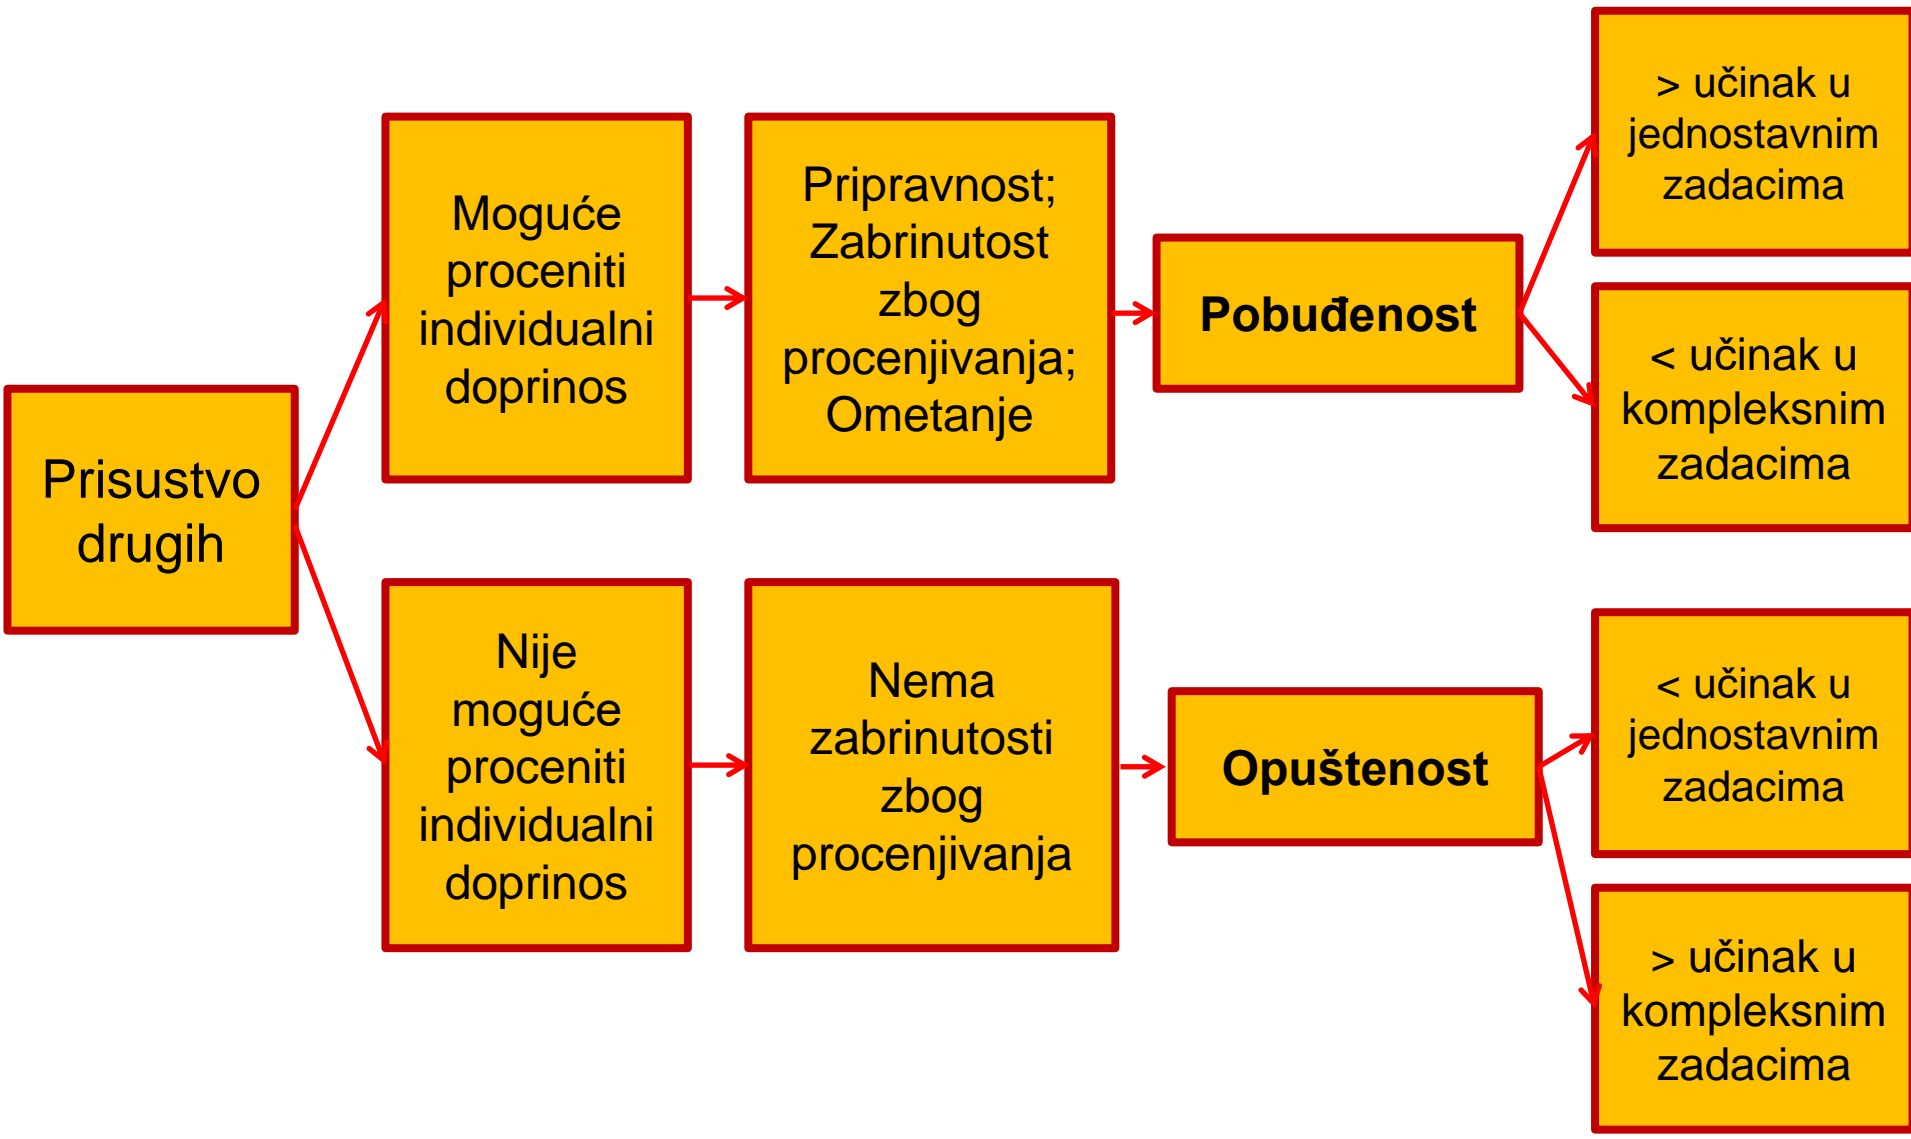 Prisustvo
drugih
Moguće
proceniti
individualni
doprinos
Pripravnost;
Zabrinutost
zbog
procenjivanja;
Ometanje
Pobuđenost
> učinak u
jednostavnim
zadacima
< učinak u
kompleksnim
zadacima
Nije
moguće
proceniti
individualni
doprinos
Nema
zabrinutosti
zbog
procenjivanja
Opuštenost
< učinak u
jednostavnim
zadacima
> učinak u
kompleksnim
zadacima